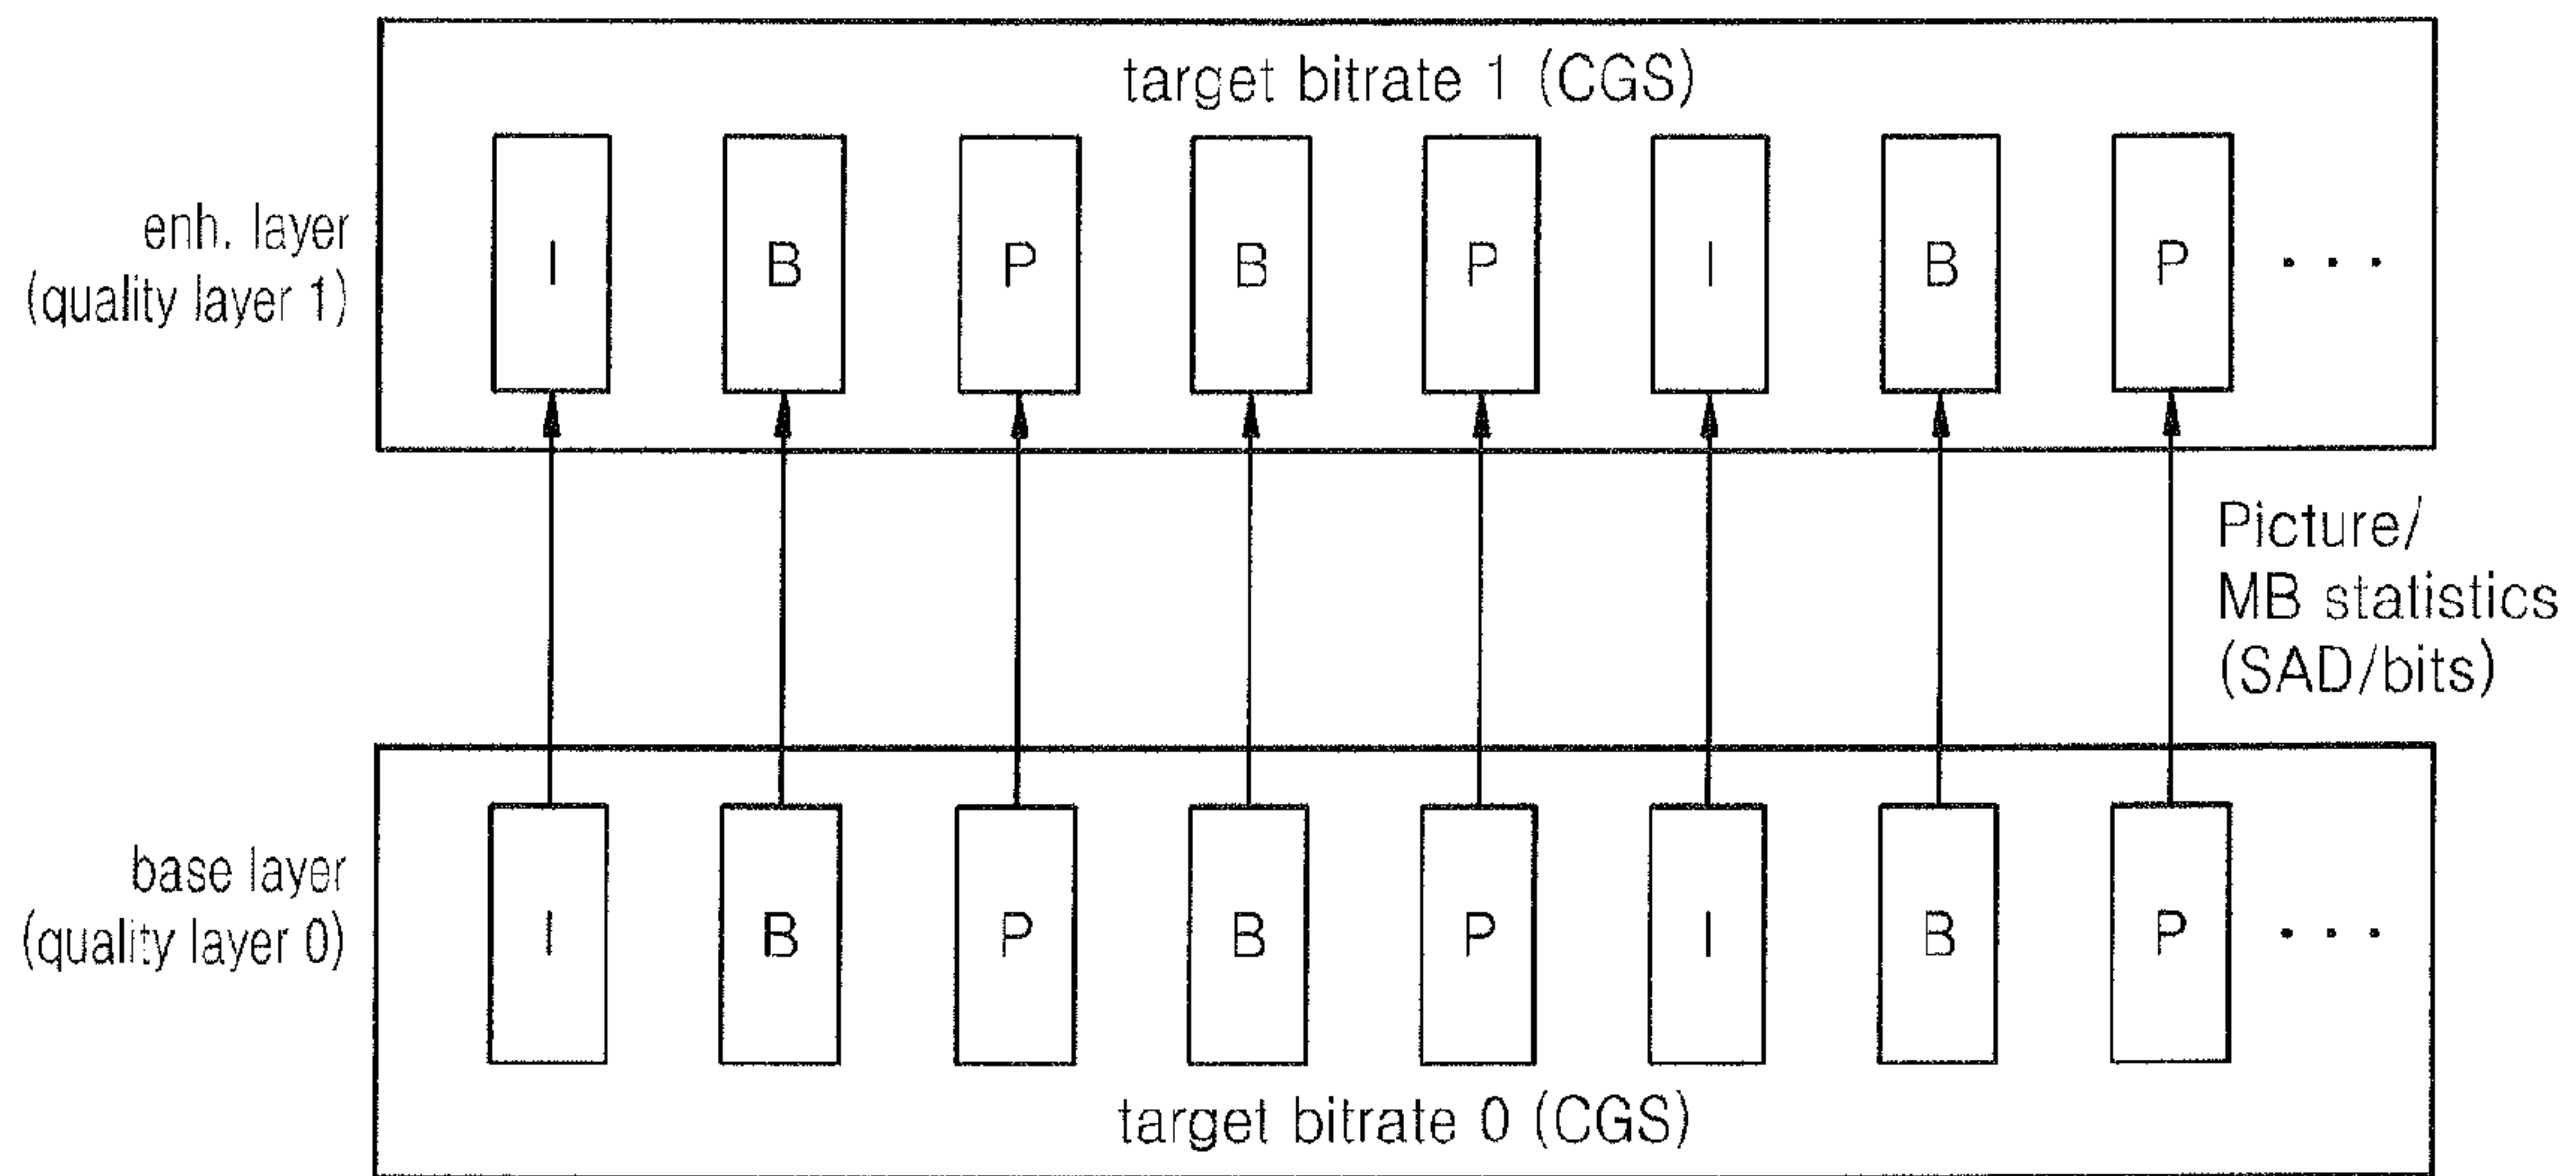 target bitrate 1 (CGS)
enh. layer
(quality layer 1)
I B P B P I B P . . .
Picture/
MB statistics
(SAD/bits)
base layer
(quality layer 0)
I B P B P I B P . . .
target bitrate 0 (CGS)